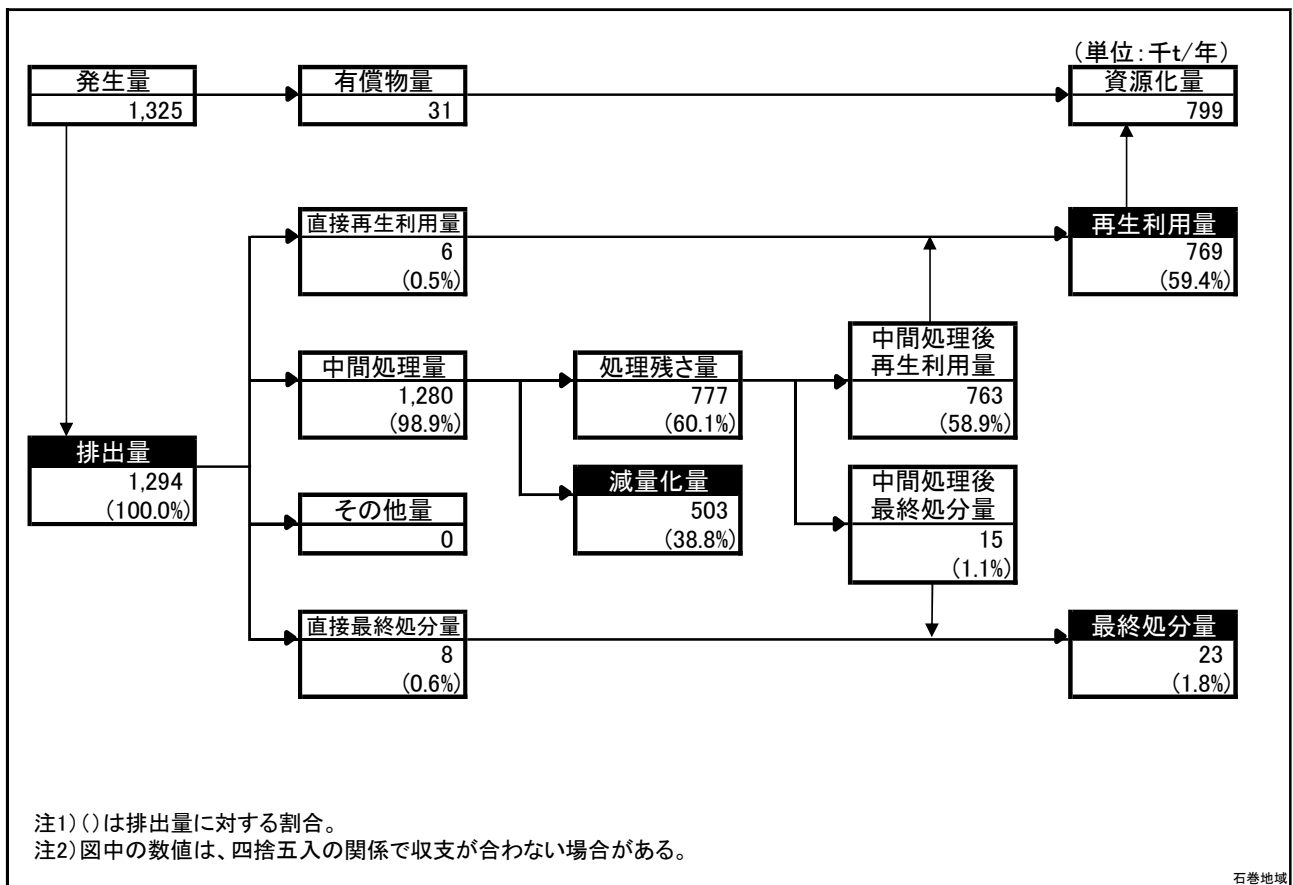 (単位:千t/年)
発生量
1,325
有償物量
31
資源化量
799
直接再生利用量
6
(0.5%)
再生利用量
769
(59.4%)
中間処理量
1,280
(98.9%)
処理残さ量
777
(60.1%)
中間処理後
再生利用量
763
(58.9%)
排出量
1,294
(100.0%)
その他量
0
減量化量
503
(38.8%)
中間処理後
最終処分量
15
(1.1%)
直接最終処分量
8
(0.6%)
最終処分量
23
(1.8%)
注1)()は排出量に対する割合。
注2)図中の数値は、四捨五入の関係で収支が合わない場合がある。
石巻地域